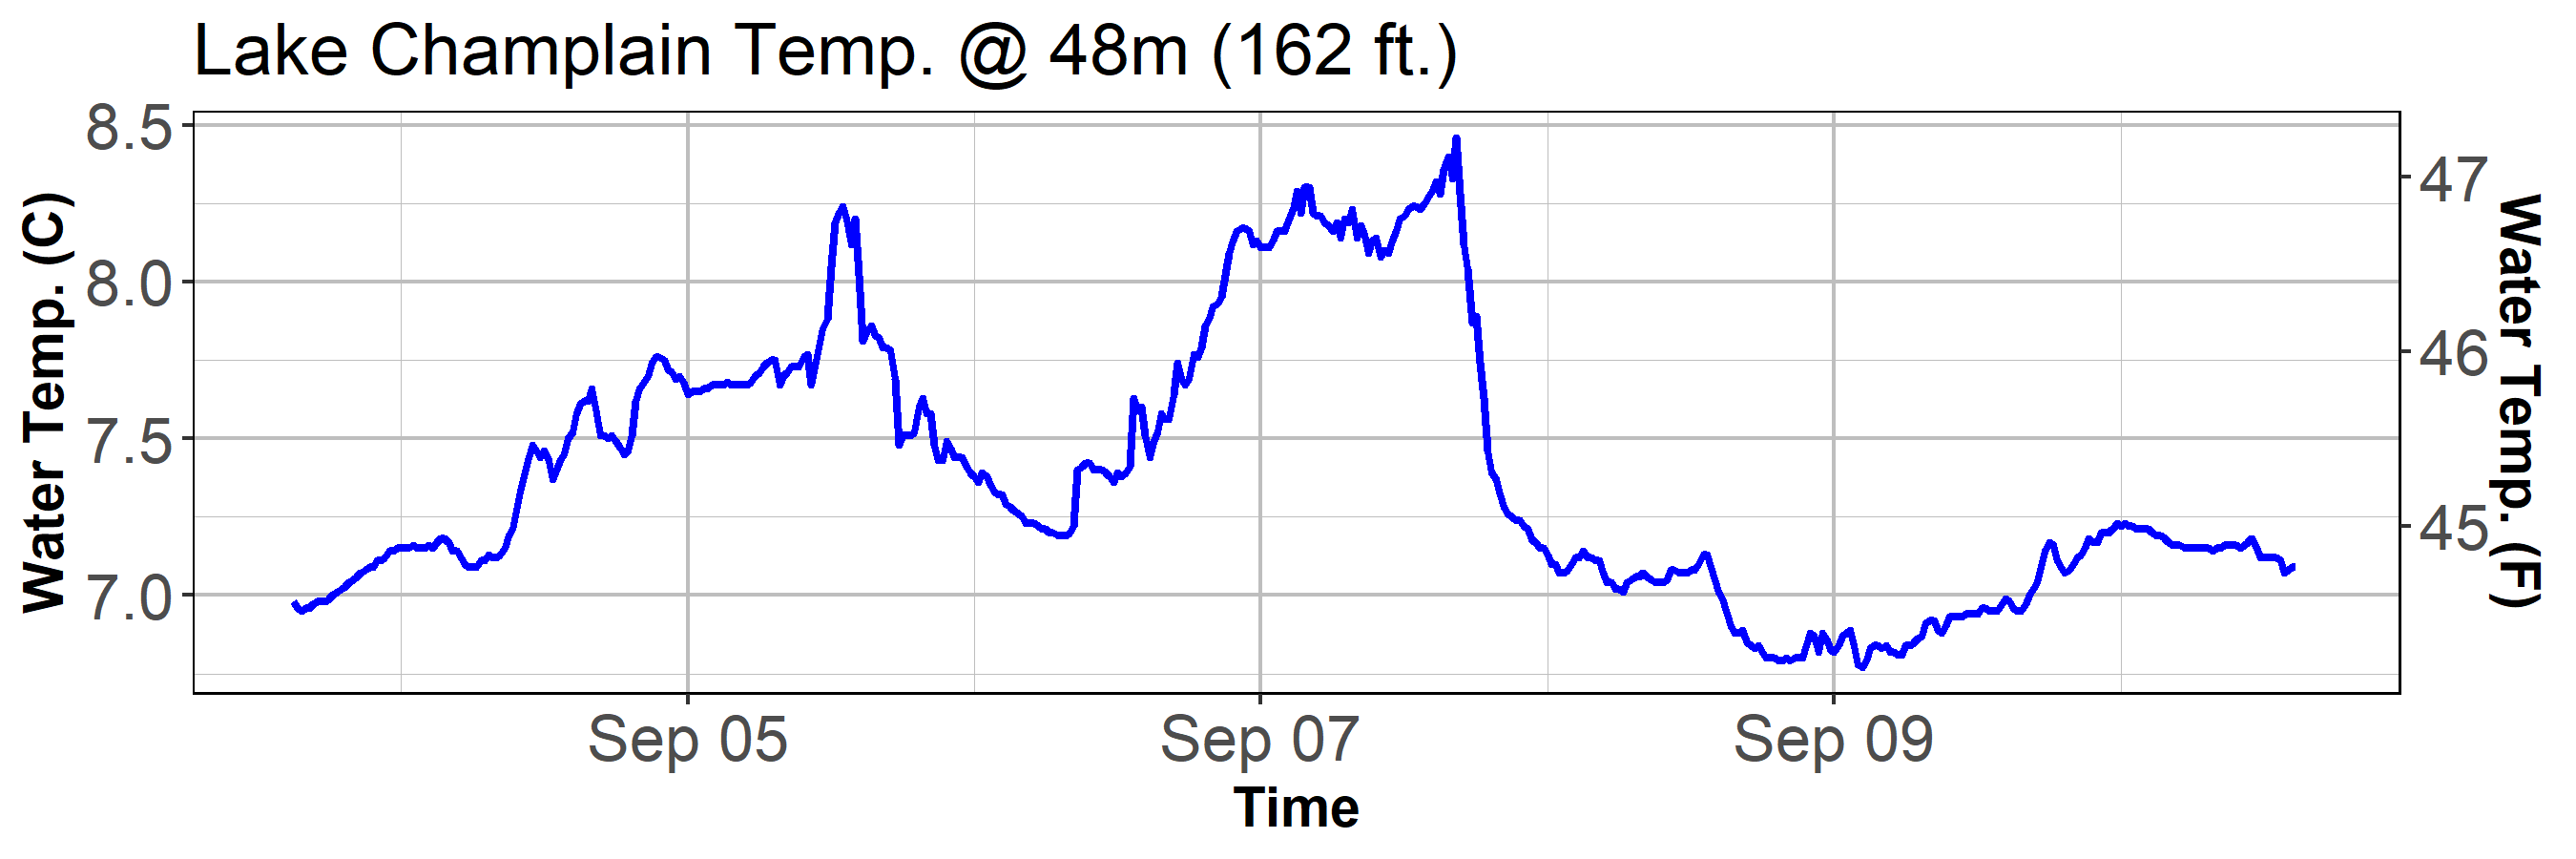 Lake Champlain Temp. @ 48m (162 ft.)
Water Temp. (C)
8.5
8.0
7.5
7.0
47
46
45
Water Temp. (F)
Sep 05 Sep 07 Sep 09
Time